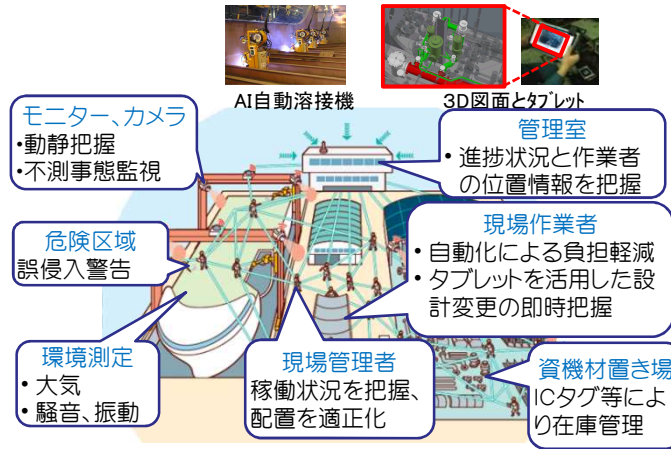 AI自動溶接機
3D図面とタブレット
モニター、カメラ
•動静把握
•不測事態監視
管理室
• 進捗状況と作業者
の位置情報を把握
危険区域
誤侵入警告
現場作業者
• 自動化による負担軽減
• タブレットを活用した設
計変更の即時把握
環境測定
• 大気
• 騒音、振動
現場管理者
稼働状況を把握、
配置を適正化
資機材置き場
ICタグ等によ
り在庫管理